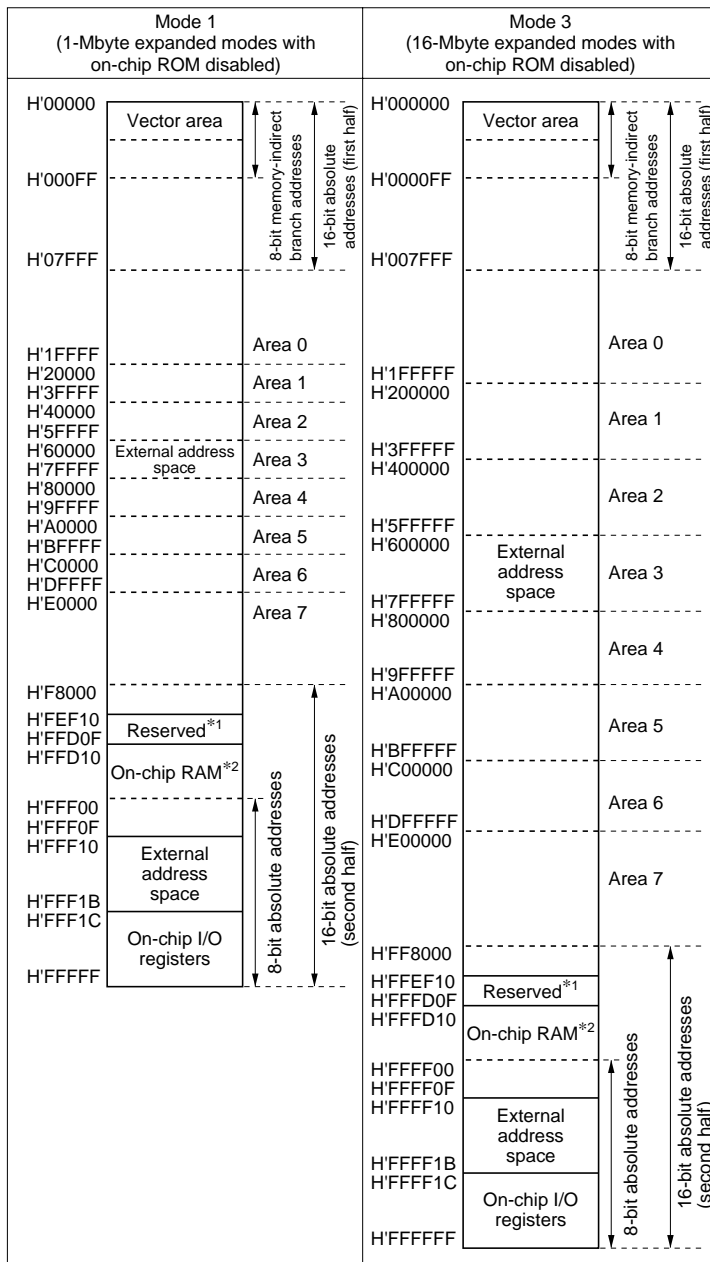 Mode 1
(1-Mbyte expanded modes with
on-chip ROM disabled)
H'00000
Vector area
H'000FF
H'07FFF
8-bit memory-indirect
branch addresses
16-bit absolute
addresses (first half)
Area 0
H'1FFFF
H'20000
Area 1
H'3FFFF
H'40000
Area 2
H'5FFFF
H'60000
External address
space
Area 3
H'7FFFF
H'80000
Area 4
H'9FFFF
H'A0000
Area 5
H'BFFFF
H'C0000
Area 6
H'DFFFF
H'E0000
Area 7
H'F8000
H'FEF10
Reserved*1
H'FFD0F
H'FFD10
On-chip RAM*2
H'FFF00
H'FFF0F
H'FFF10
External
address
space
H'FFF1B
H'FFF1C
On-chip I/O
registers
H'FFFFF
8-bit absolute addresses
16-bit absolute addresses
(second half)
Mode 3
(16-Mbyte expanded modes with
on-chip ROM disabled)
H'000000
Vector area
H'0000FF
H'007FFF
8-bit memory-indirect
branch addresses
16-bit absolute
addresses (first half)
Area 0
H'1FFFFF
H'200000
Area 1
H'3FFFFF
H'400000
Area 2
H'5FFFFF
H'600000
External
address
space
Area 3
H'7FFFFF
H'800000
Area 4
H'9FFFFF
H'A00000
Area 5
H'BFFFFF
H'C00000
Area 6
H'DFFFFF
H'E00000
Area 7
H'FF8000
H'FFEF10
Reserved*1
H'FFFD0F
H'FFFD10
On-chip RAM*2
H'FFFF00
H'FFFF0F
H'FFFF10
External
address
space
H'FFFF1B
H'FFFF1C
On-chip I/O
registers
H'FFFFFF
8-bit absolute addresses
16-bit absolute addresses
(second half)